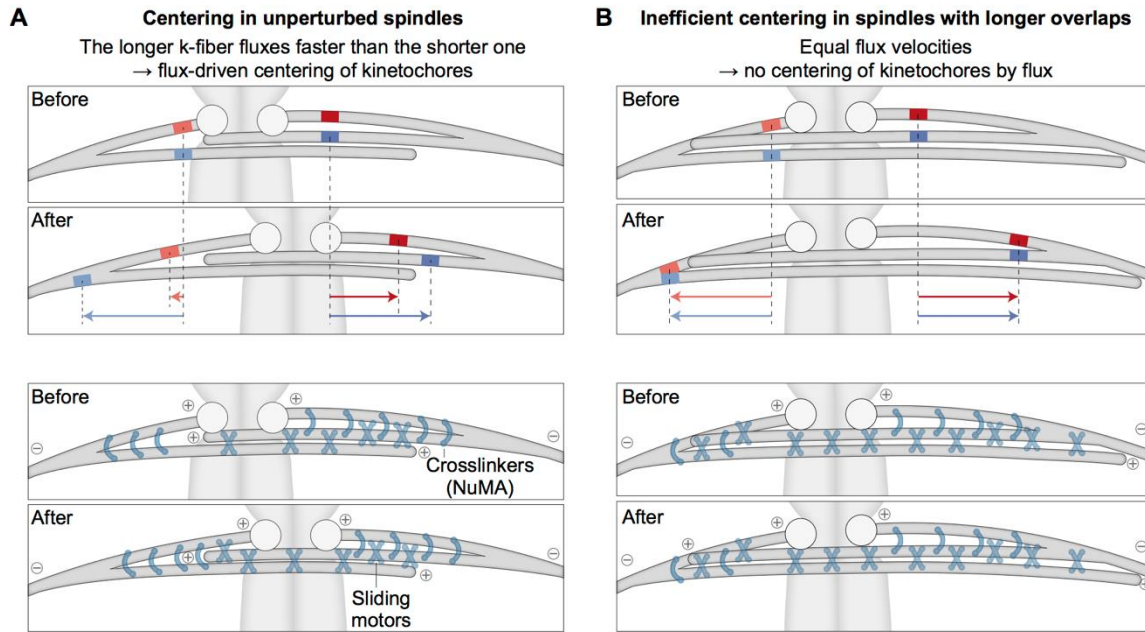 A
Centering in unperturbed spindles
The longer k-fiber fluxes faster than the shorter one
→ flux-driven centering of kinetochores
Before
After
Before
⊕
⊕
⊖
⊖
⊕
⊕
Crosslinkers
(NuMA)
After
⊕
⊕
⊖
⊖
⊕
⊕
Sliding
motors
B
Inefficient centering in spindles with longer overlaps
Equal flux velocities
→ no centering of kinetochores by flux
Before
After
Before
⊕
⊕
⊖
⊖
⊕
⊕
After
⊕
⊕
⊖
⊖
⊕
⊕